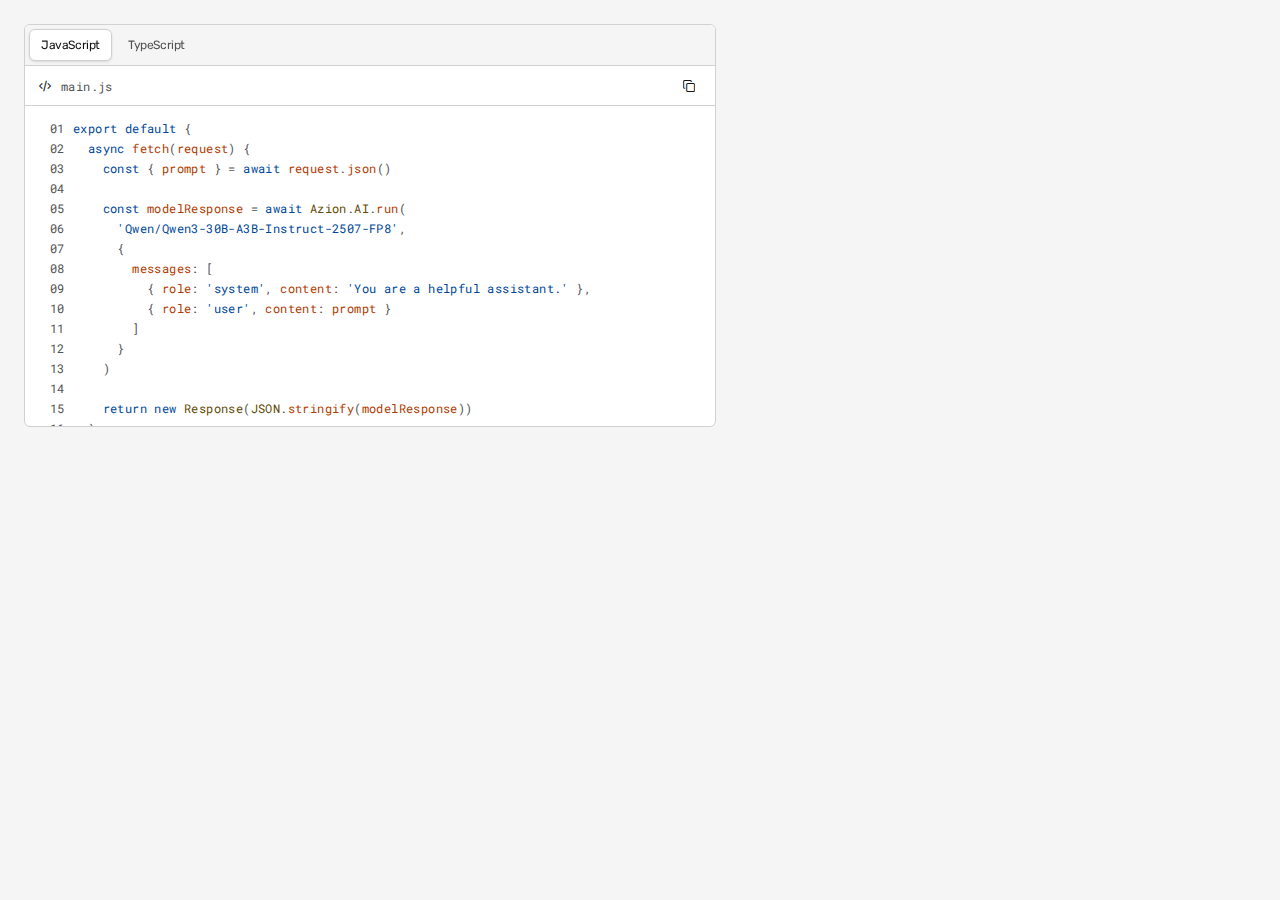 JavaScript TypeScript
main.js
01 export default {
02   async fetch(request) {
03     const { prompt } = await request.json()
04
05     const modelResponse = await Azion.AI.run(
06       'Qwen/Qwen3-30B-A3B-Instruct-2507-FP8',
07       {
08         messages: [
09           { role: 'system', content: 'You are a helpful assistant.' },
10           { role: 'user', content: prompt }
11         ]
12       }
13     )
14
15     return new Response(JSON.stringify(modelResponse))